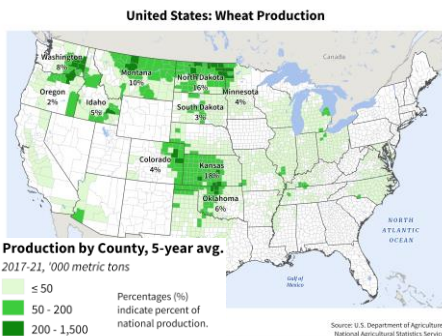 United States: Wheat Production
Canada
Washington
8%
Montana
10%
North Dakota
16%
Minnesota
4%
Oregon
2%
Idaho
5%
South Dakota
3%
Colorado
4%
Kansas
18%
Oklahoma
6%
NORTH
ATLANTIC
OCEAN
Gulf of
Mexico
Production by County, 5-year avg.
2017-21, '000 metric tons
≤ 50
50 - 200
200 - 1,500
Percentages (%)
indicate percent of
national production.
Source: U.S. Department of Agriculture
National Agricultural Statistics Service